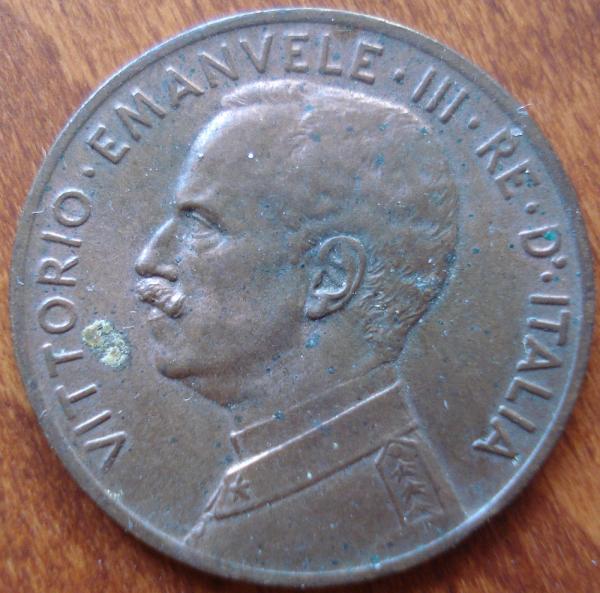 VITTORIO · EMANVELE · III · RE · D'· ITALIA